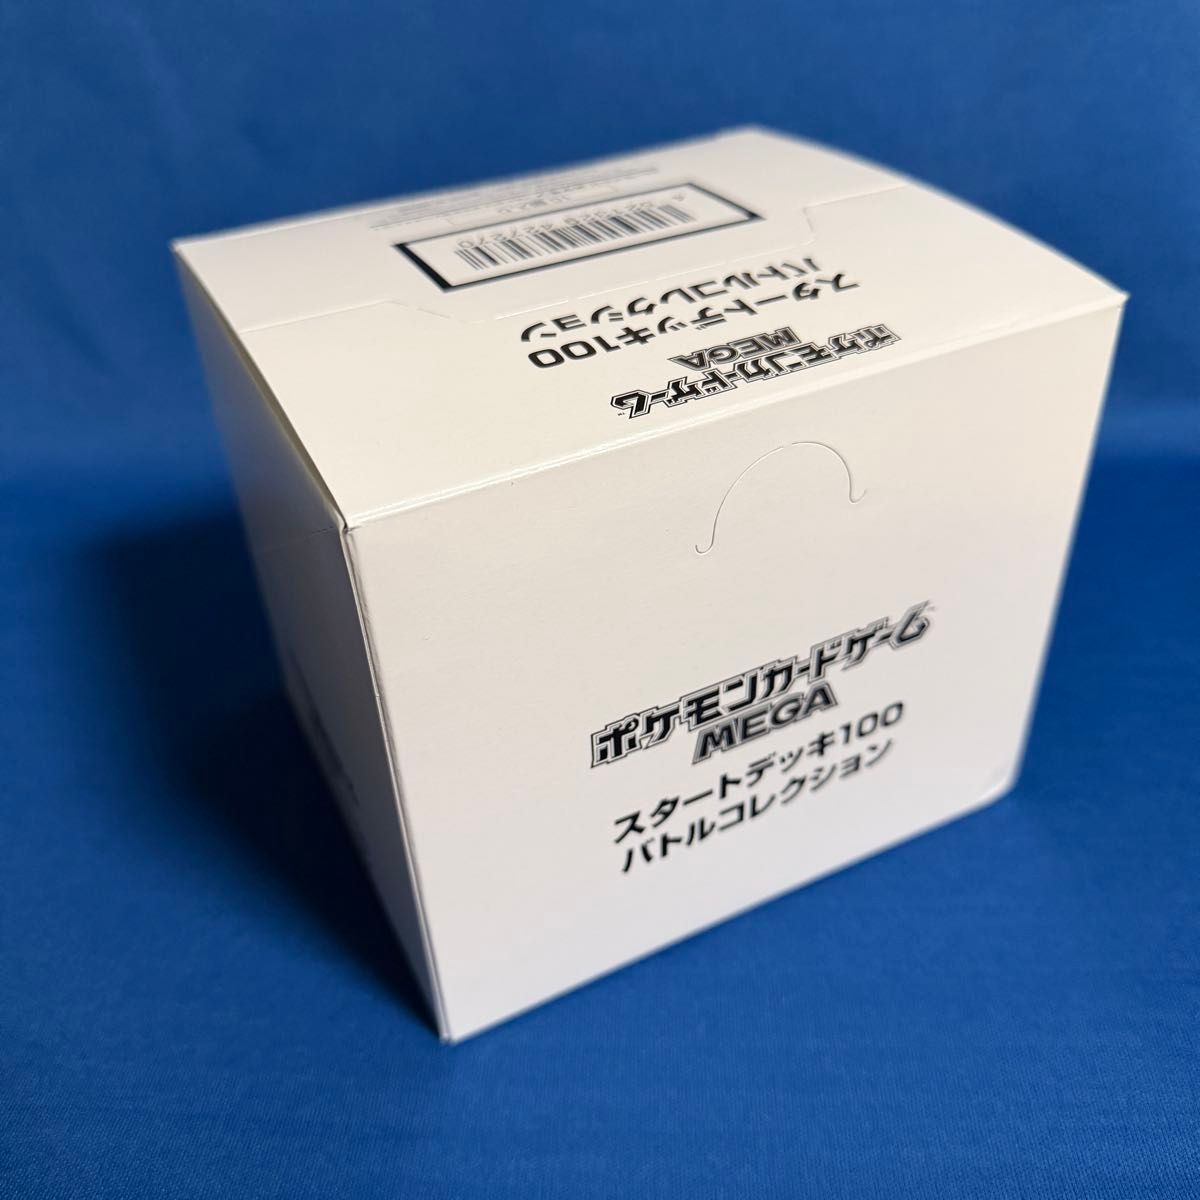 ポケモンカードゲーム
MEGA
スタートデッキ100
バトルコレクション
ポケモンカードゲーム™
MEGA
スタートデッキ100
バトルコレクション